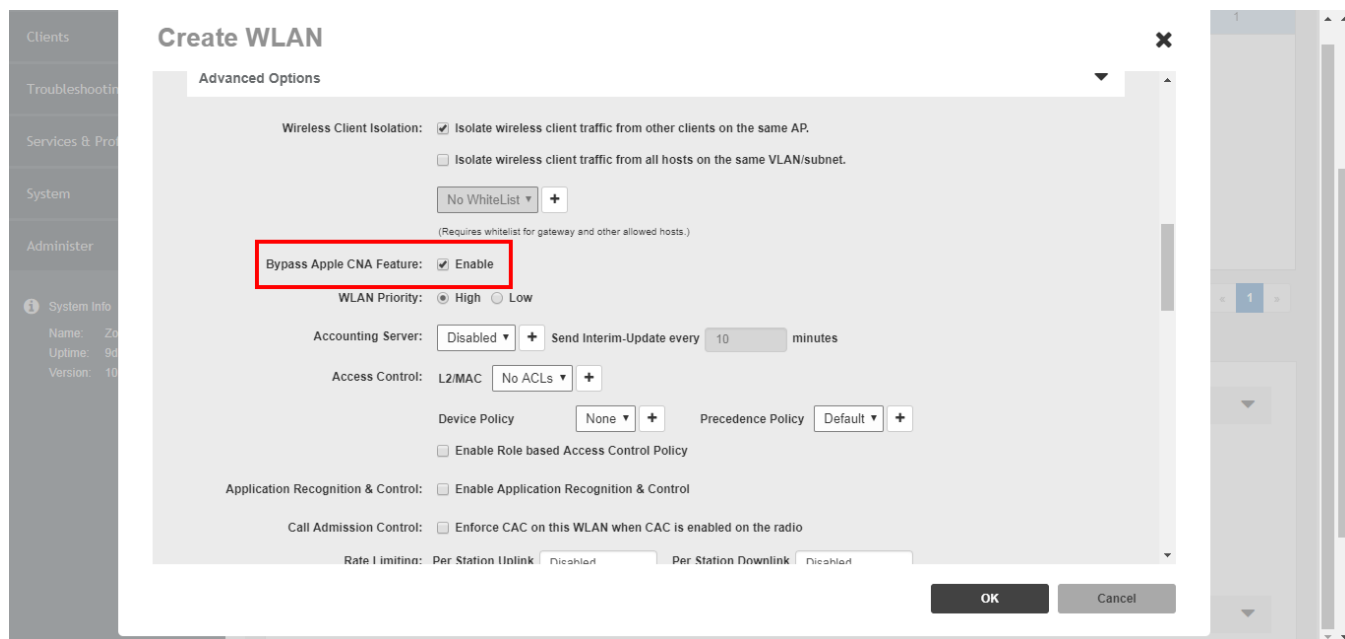 Clients
1
Create WLAN
Troubleshootin
Advanced Options
Services & Prot
Wireless Client Isolation: Isolate wireless client traffic from other clients on the same AP.
Isolate wireless client traffic from all hosts on the same VLAN/subnet.
System
No WhiteList +
(Requires whitelist for gateway and other allowed hosts.)
Administer
Bypass Apple CNA Feature: Enable
WLAN Priority: High Low
System Info
« 1 »
Name: Zo
Accounting Server: Disabled + Send Interim-Update every 10 minutes
Uptime: 9d
Version: 10
Access Control: L2/MAC No ACLs +
Device Policy None + Precedence Policy Default +
Enable Role based Access Control Policy
Application Recognition & Control: Enable Application Recognition & Control
Call Admission Control: Enforce CAC on this WLAN when CAC is enabled on the radio
Rate Limiting: Per Station Uplink Disabled Per Station Downlink Disabled
OK Cancel